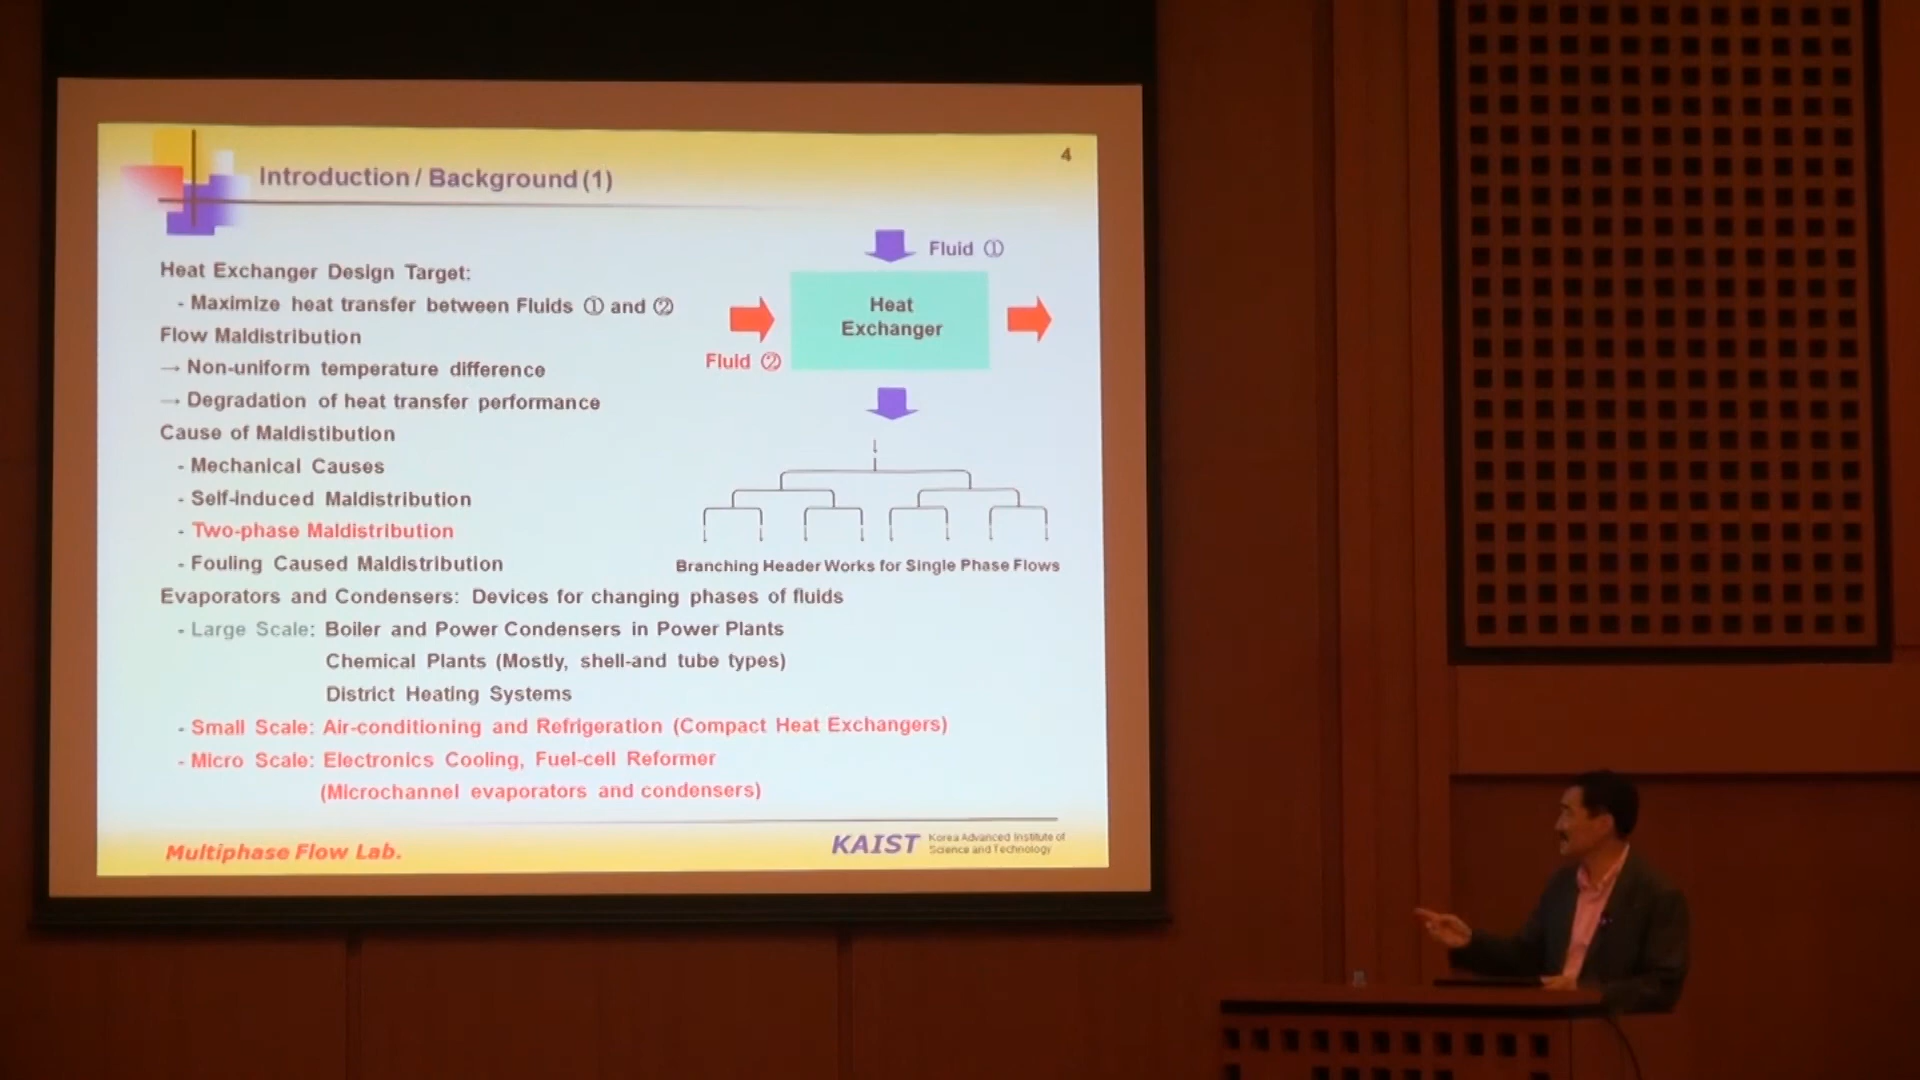 Introduction / Background (1)
4
Heat Exchanger Design Target:
- Maximize heat transfer between Fluids ① and ②
Flow Maldistribution
→ Non-uniform temperature difference
→ Degradation of heat transfer performance
Cause of Maldistibution
- Mechanical Causes
- Self-Induced Maldistribution
- Two-phase Maldistribution
- Fouling Caused Maldistribution
Fluid ①
Heat
Exchanger
Fluid ②
Branching Header Works for Single Phase Flows
Evaporators and Condensers: Devices for changing phases of fluids
- Large Scale: Boiler and Power Condensers in Power Plants
Chemical Plants (Mostly, shell-and tube types)
District Heating Systems
- Small Scale: Air-conditioning and Refrigeration (Compact Heat Exchangers)
- Micro Scale: Electronics Cooling, Fuel-cell Reformer
(Microchannel evaporators and condensers)
Multiphase Flow Lab.
KAIST
Korea Advanced Institute of
Science and Technology